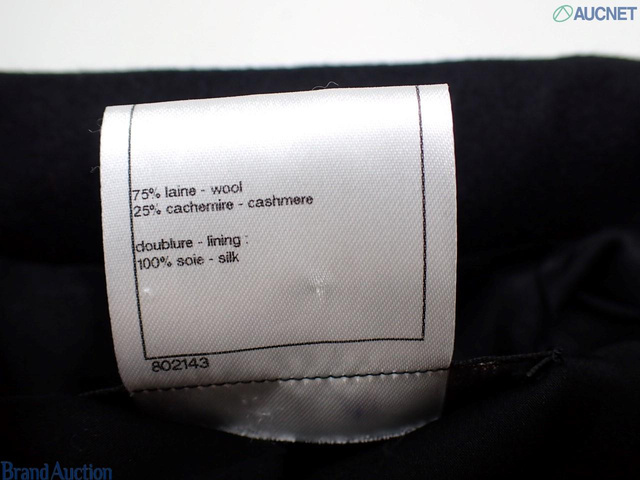 AUCNET
75% laine - wool
25% cachemire - cashmere
doublure - lining :
100% soie - silk
802143
Brand Auction